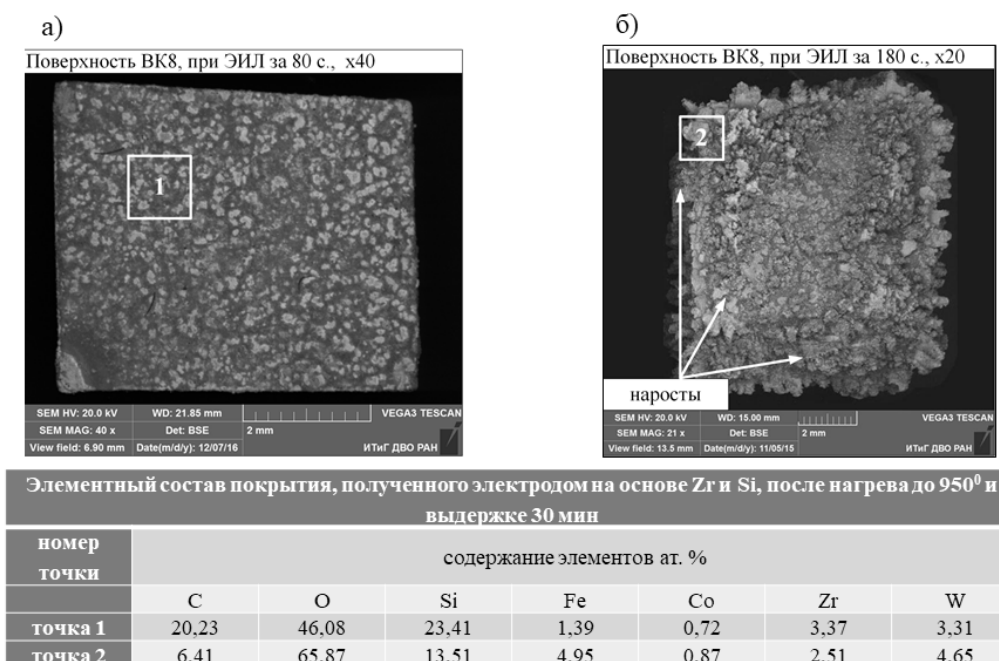 а)
б)
Поверхность ВК8, при ЭИЛ за 80 с., х40
Поверхность ВК8, при ЭИЛ за 180 с., х20
1
2
наросты
SEM HV: 20.0 kV WD: 21.85 mm VEGA3 TESCAN
SEM MAG: 40 x Det: BSE 2 mm
View field: 6.90 mm Date(m/d/y): 12/07/16 ИТиГ ДВО РАН
SEM HV: 20.0 kV WD: 15.00 mm VEGA3 TESCAN
SEM MAG: 21 x Det: BSE 2 mm
View field: 13.5 mm Date(m/d/y): 11/05/15 ИТиГ ДВО РАН
Элементный состав покрытия, полученного электродом на основе Zr и Si, после нагрева до 950⁰ и
выдержке 30 мин
номер
точки
содержание элементов ат. %
C O Si Fe Co Zr W
точка 1 20,23 46,08 23,41 1,39 0,72 3,37 3,31
точка 2 6,41 65,87 13,51 4,95 0,87 2,51 4,65